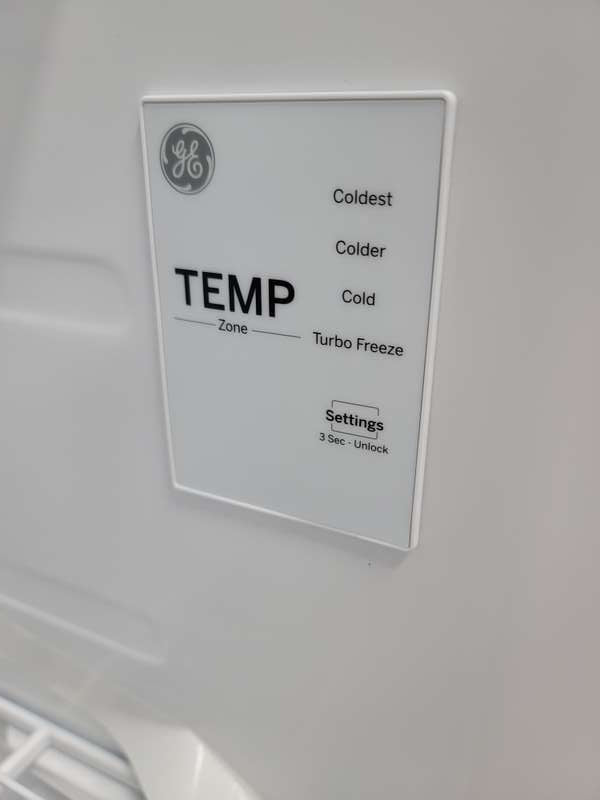 GE
Coldest
Colder
Cold
TEMP
Zone
Turbo Freeze
Settings
3 Sec - Unlock